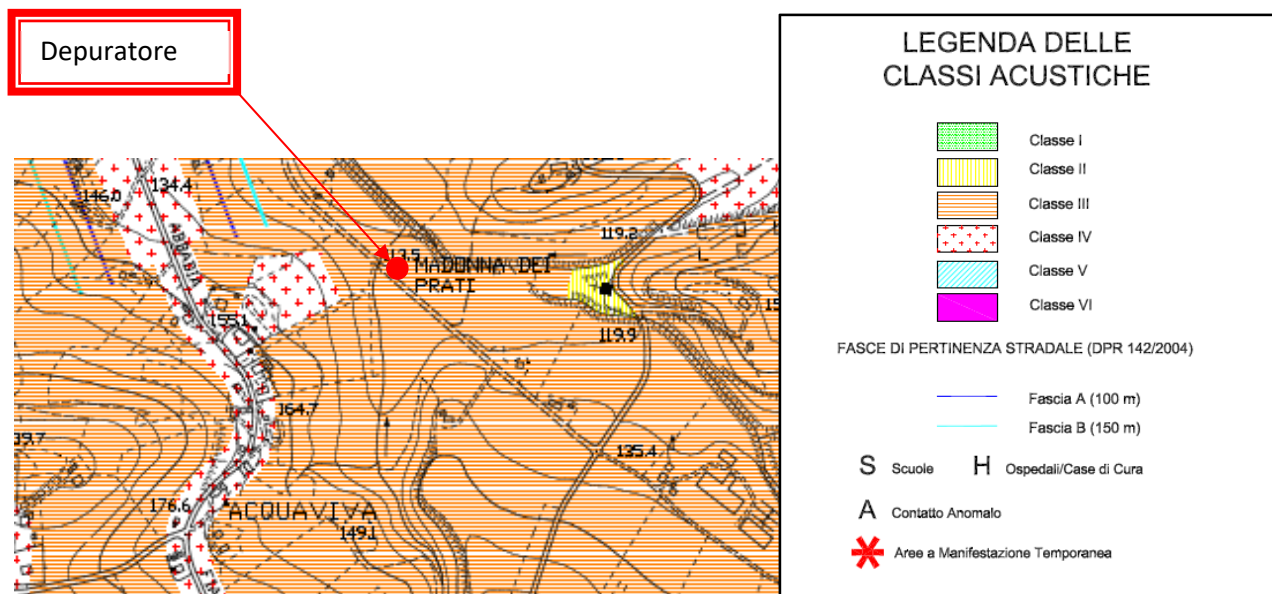 Depuratore
LEGENDA DELLE
CLASSI ACUSTICHE
Classe I
Classe II
Classe III
Classe IV
Classe V
Classe VI
FASCE DI PERTINENZA STRADALE (DPR 142/2004)
Fascia A (100 m)
Fascia B (150 m)
S Scuole H Ospedali/Case di Cura
A Contatto Anomalo
Aree a Manifestazione Temporanea
134.4
146.0
ABBADIA
119.2
MADONNA DEI
PRATI
155.1
119.9
164.7
135.4
176.6
ACQUAVIVA
149.1
39.7